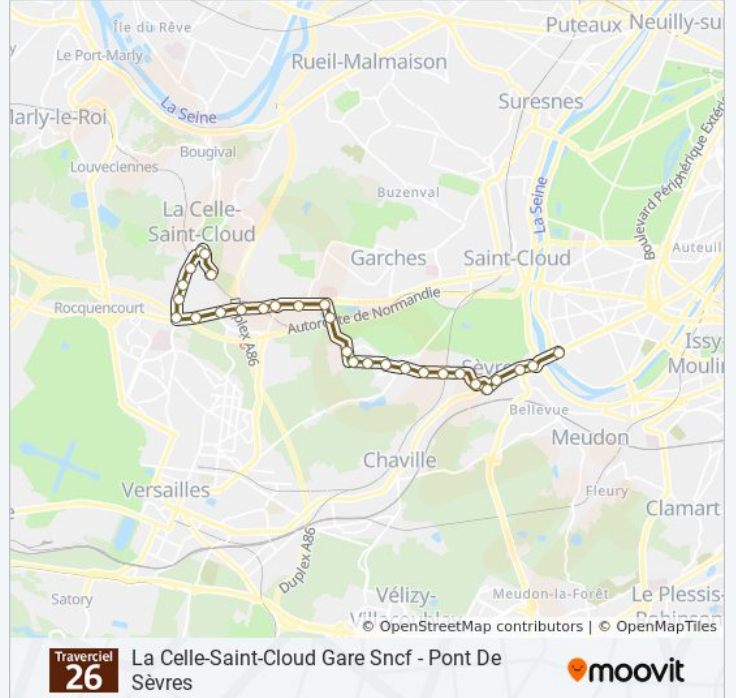 Île du Rêve
Puteaux
Neuilly-su
Le Port-Marly
Rueil-Malmaison
La Seine
Suresnes
Marly-le-Roi
Bougival
Louveciennes
Buzenval
La Seine
Boulevard Périphérique Extéri
La Celle-
Saint-Cloud
Garches
Saint-Cloud
Auteuil
Rocquencourt
Duplex A86
Autoroute de Normandie
Sèvres
Issy-
Moulin
Bellevue
Meudon
Chaville
Versailles
Fleury
Clamart
Duplex A86
Satory
Vélizy-
Villacoublay
Meudon-la-Forêt
Le Plessis-
Robinson
© OpenStreetMap contributors | © OpenMapTiles
Traverciel
26
La Celle-Saint-Cloud Gare Sncf - Pont De
Sèvres
moovit